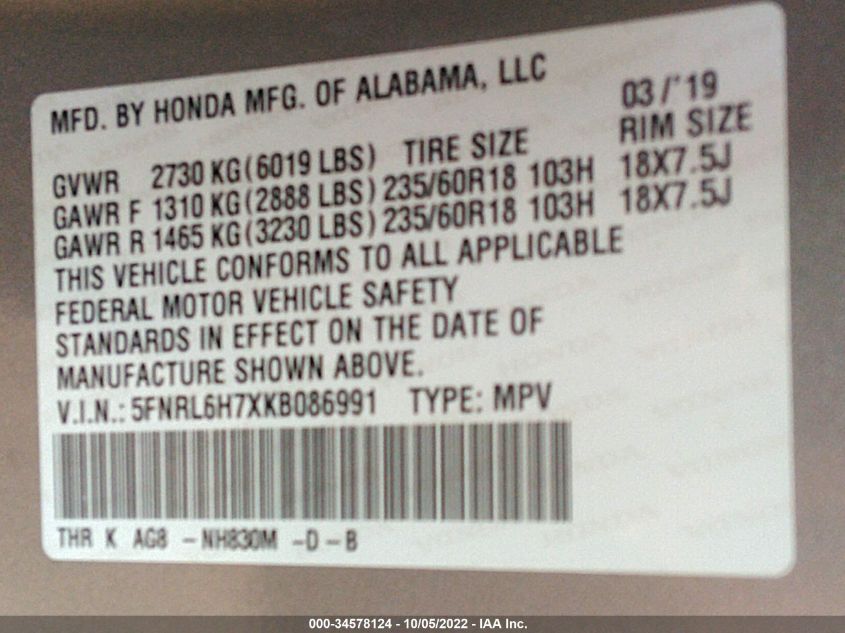 MFD. BY HONDA MFG. OF ALABAMA, LLC 03/'19
GVWR 2730 KG(6019 LBS) TIRE SIZE RIM SIZE
GAWR F 1310 KG(2888 LBS) 235/60R18 103H 18X7.5J
GAWR R 1465 KG(3230 LBS) 235/60R18 103H 18X7.5J
THIS VEHICLE CONFORMS TO ALL APPLICABLE
FEDERAL MOTOR VEHICLE SAFETY
STANDARDS IN EFFECT ON THE DATE OF
MANUFACTURE SHOWN ABOVE.
V.I.N.: 5FNRL6H7XKB086991 TYPE: MPV
THR K AG8 -NH830M -D -B
000-34578124 - 10/05/2022 - IAA Inc.